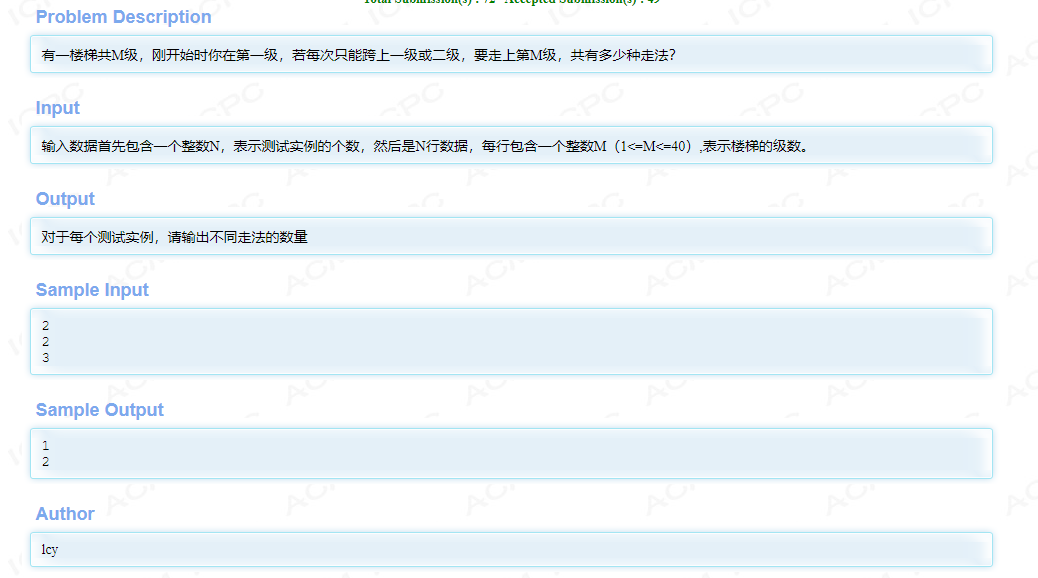 Total Submission(s) : 72 Accepted Submission(s) : 49
Problem Description
有一楼梯共M级，刚开始时你在第一级，若每次只能跨上一级或二级，要走上第M级，共有多少种走法？
Input
输入数据首先包含一个整数N，表示测试实例的个数，然后是N行数据，每行包含一个整数M（1<=M<=40）,表示楼梯的级数。
Output
对于每个测试实例，请输出不同走法的数量
Sample Input
2
2
3
Sample Output
1
2
Author
lcy